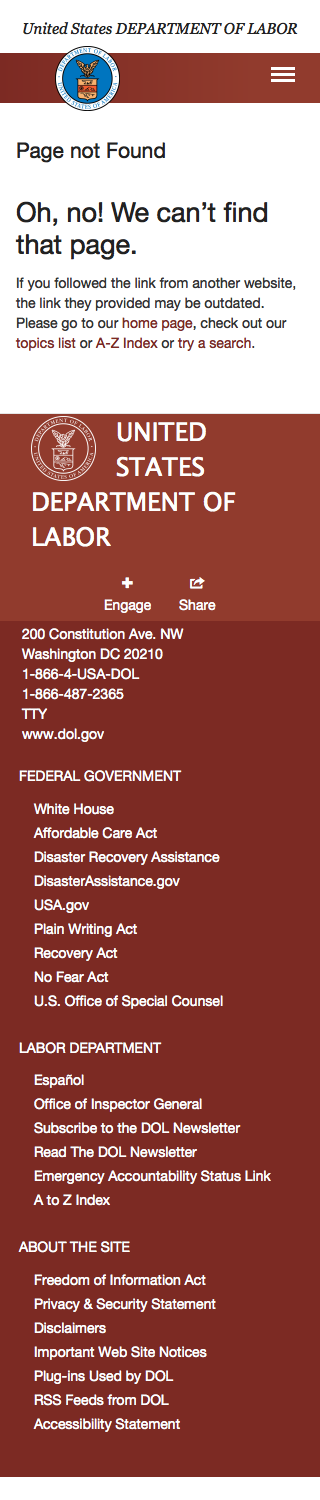 United States DEPARTMENT OF LABOR
Page not Found
Oh, no! We can’t find
that page.
If you followed the link from another website,
the link they provided may be outdated.
Please go to our home page, check out our
topics list or A-Z Index or try a search.
UNITED
STATES
DEPARTMENT OF
LABOR
Engage Share
200 Constitution Ave. NW
Washington DC 20210
1-866-4-USA-DOL
1-866-487-2365
TTY
www.dol.gov
FEDERAL GOVERNMENT
White House
Affordable Care Act
Disaster Recovery Assistance
DisasterAssistance.gov
USA.gov
Plain Writing Act
Recovery Act
No Fear Act
U.S. Office of Special Counsel
LABOR DEPARTMENT
Español
Office of Inspector General
Subscribe to the DOL Newsletter
Read The DOL Newsletter
Emergency Accountability Status Link
A to Z Index
ABOUT THE SITE
Freedom of Information Act
Privacy & Security Statement
Disclaimers
Important Web Site Notices
Plug-ins Used by DOL
RSS Feeds from DOL
Accessibility Statement